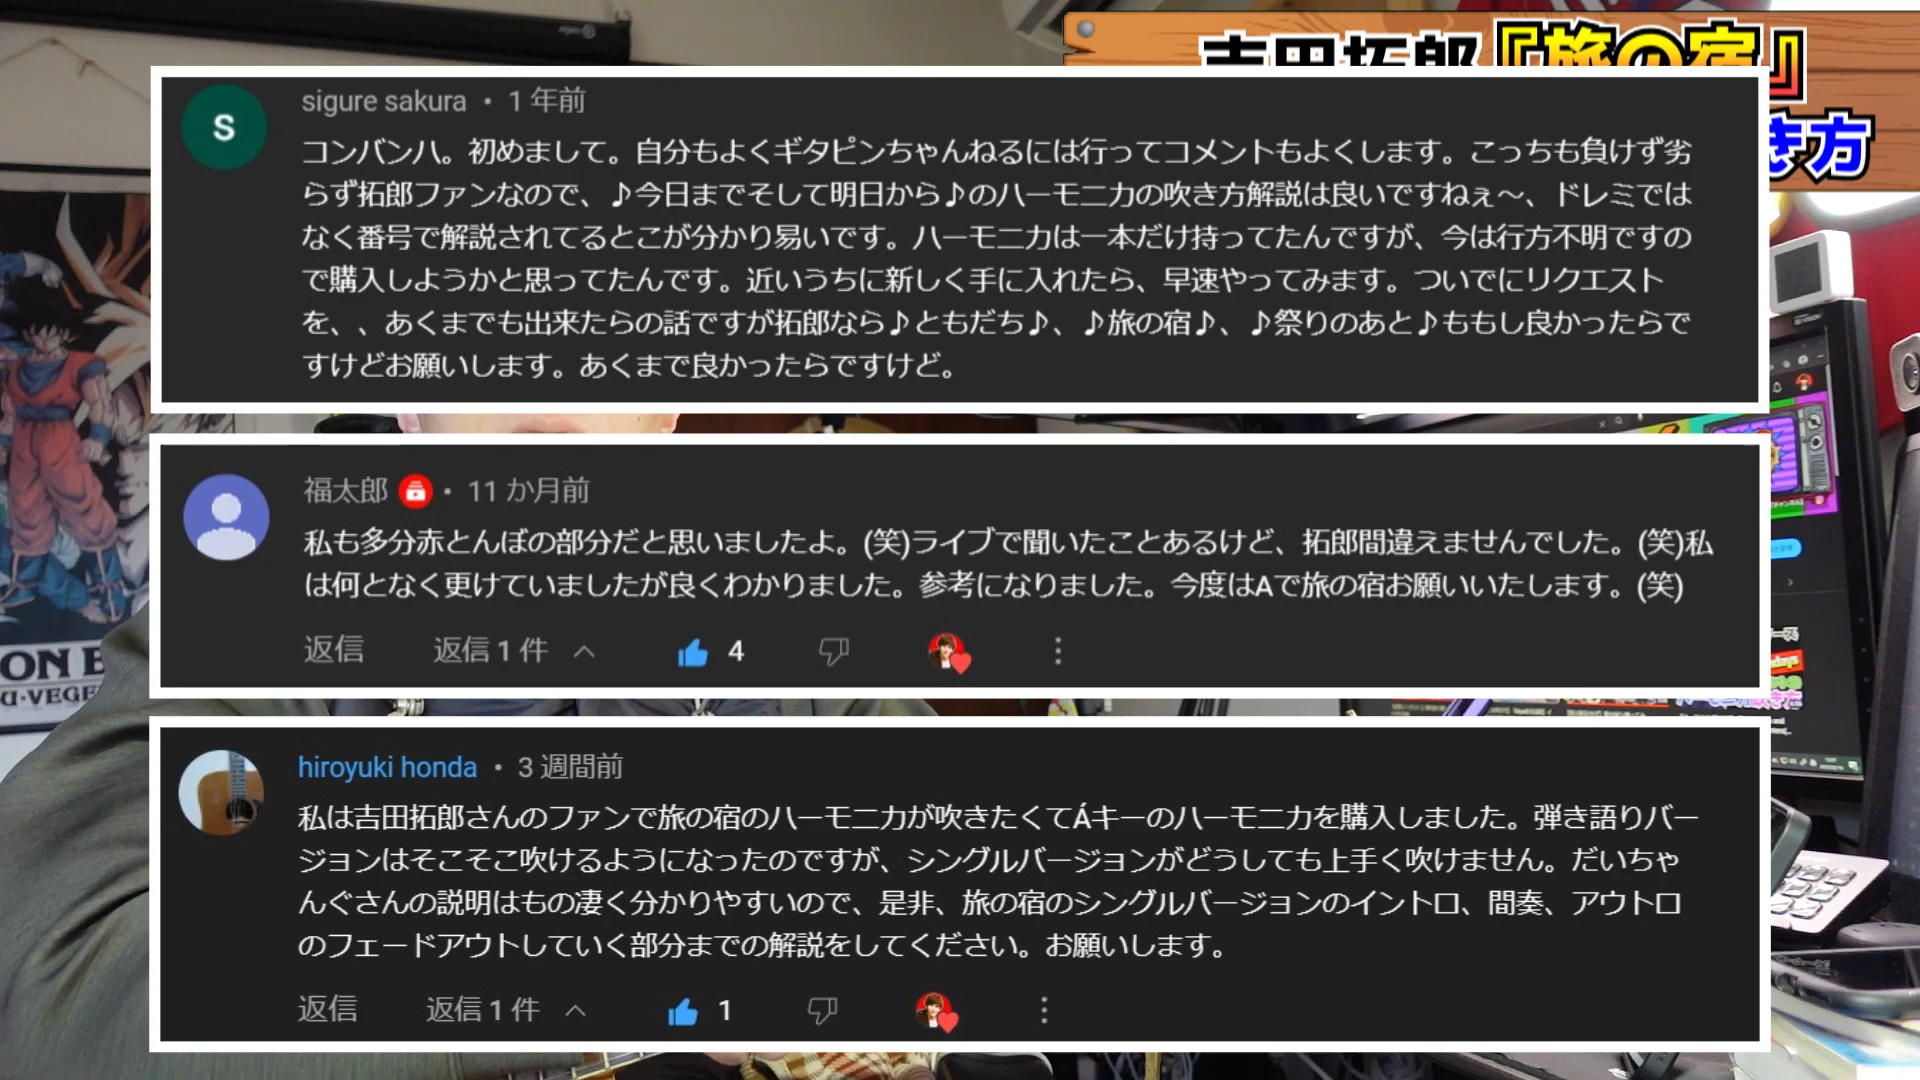 吉田拓郎『旅の宿』
き方
S
sigure sakura • 1 年前
コンバンハ。初めまして。自分もよくギタピンちゃんねるには行ってコメントもよくします。こっちも負けず劣
らず拓郎ファンなので、♪今日までそして明日から♪のハーモニカの吹き方解説は良いですねぇ～、ドレミでは
なく番号で解説されてるとこが分かり易いです。ハーモニカは一本だけ持ってたんですが、今は行方不明ですの
で購入しようかと思ってたんです。近いうちに新しく手に入れたら、早速やってみます。ついでにリクエスト
を、、あくまでも出来たらの話ですが拓郎なら♪ともだち♪、♪旅の宿♪、♪祭りのあと♪ももし良かったらで
すけどお願いします。あくまで良かったらですけど。
福太郎 • 11 か月前
私も多分赤とんぼの部分だと思いましたよ。(笑)ライブで聞いたことあるけど、拓郎間違えませんでした。(笑)私
は何となく更けていましたが良くわかりました。参考になりました。今度はAで旅の宿お願いいたします。(笑)
返信 返信 1 件 4
ON B
U·VEGE
hiroyuki honda • 3 週間前
私は吉田拓郎さんのファンで旅の宿のハーモニカが吹きたくてÁキーのハーモニカを購入しました。弾き語りバー
ジョンはそこそこ吹けるようになったのですが、シングルバージョンがどうしても上手く吹けません。だいちゃ
んぐさんの説明はもの凄く分かりやすいので、是非、旅の宿のシングルバージョンのイントロ、間奏、アウトロ
のフェードアウトしていく部分までの解説をしてください。お願いします。
返信 返信 1 件 1